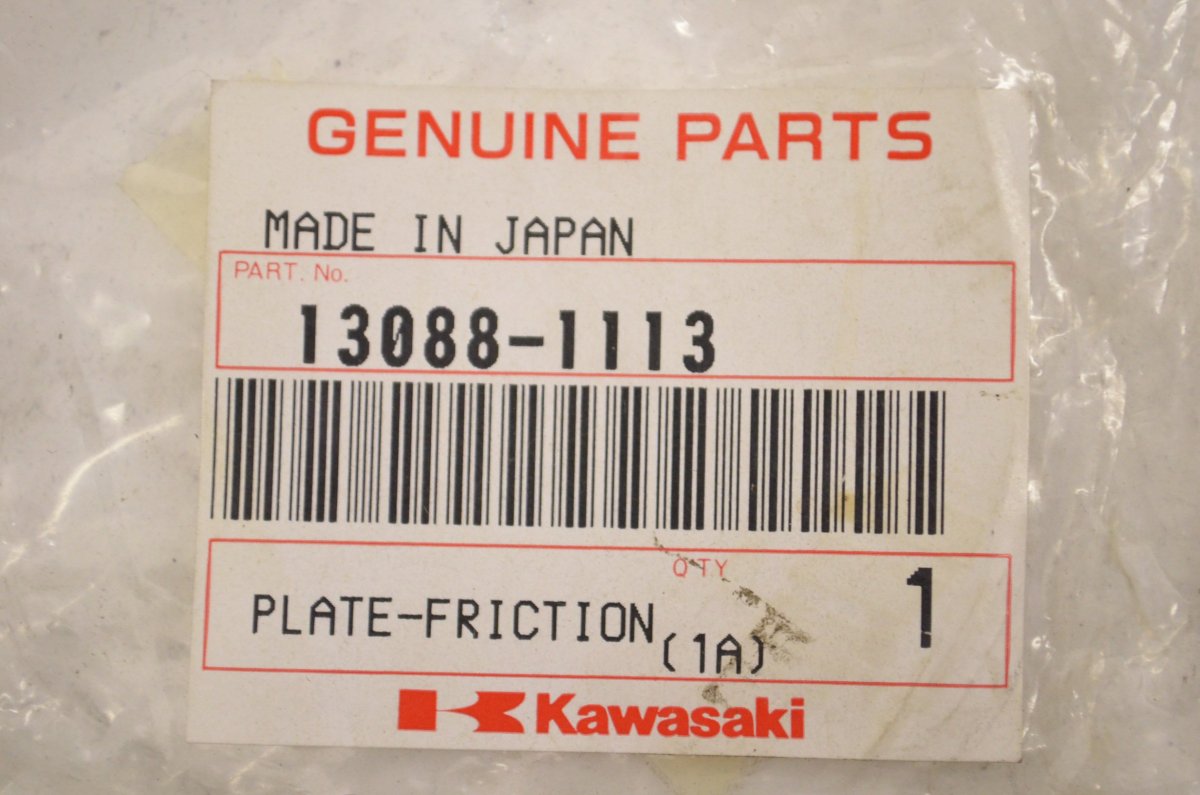 GENUINE PARTS
MADE IN JAPAN
PART. No.
13088-1113
QTY
1
PLATE-FRICTION
(1A)
Kawasaki